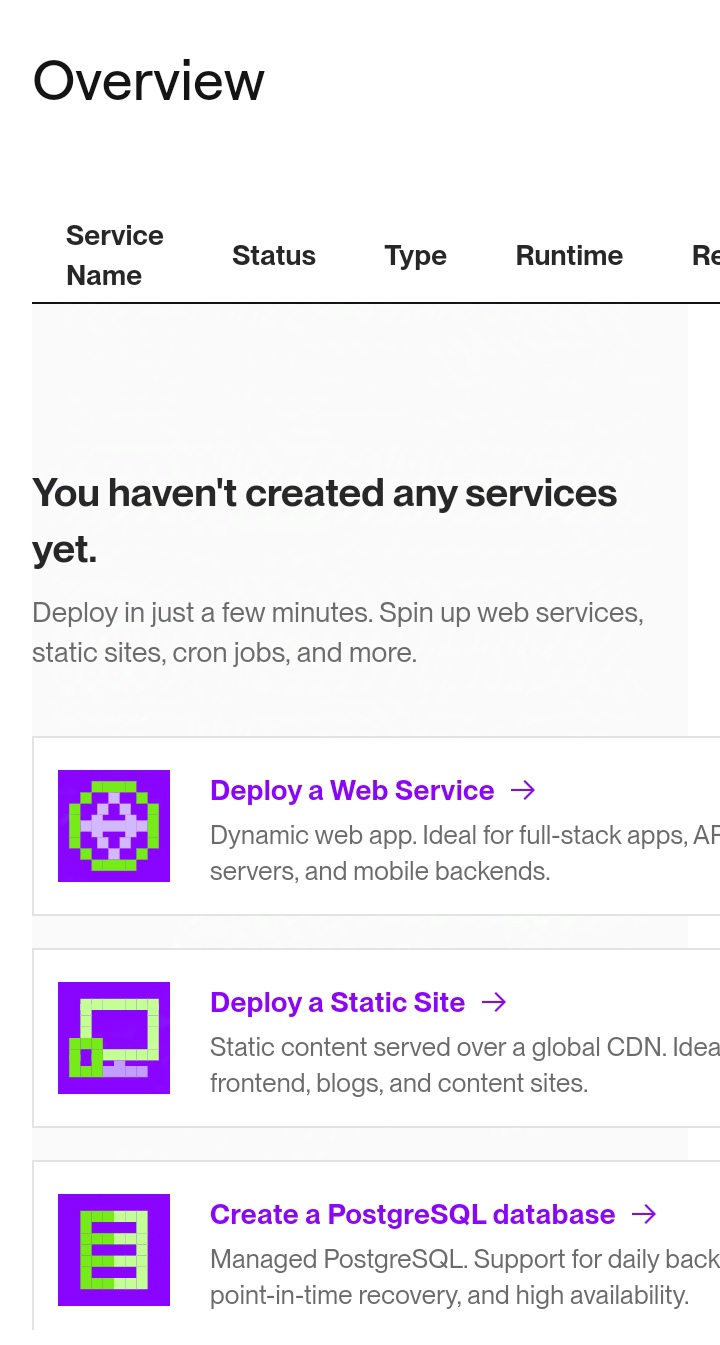 Overview
Service
Name
Status
Type
Runtime
Re
You haven't created any services
yet.
Deploy in just a few minutes. Spin up web services,
static sites, cron jobs, and more.
Deploy a Web Service →
Dynamic web app. Ideal for full-stack apps, AP
servers, and mobile backends.
Deploy a Static Site →
Static content served over a global CDN. Idea
frontend, blogs, and content sites.
Create a PostgreSQL database →
Managed PostgreSQL. Support for daily back
point-in-time recovery, and high availability.